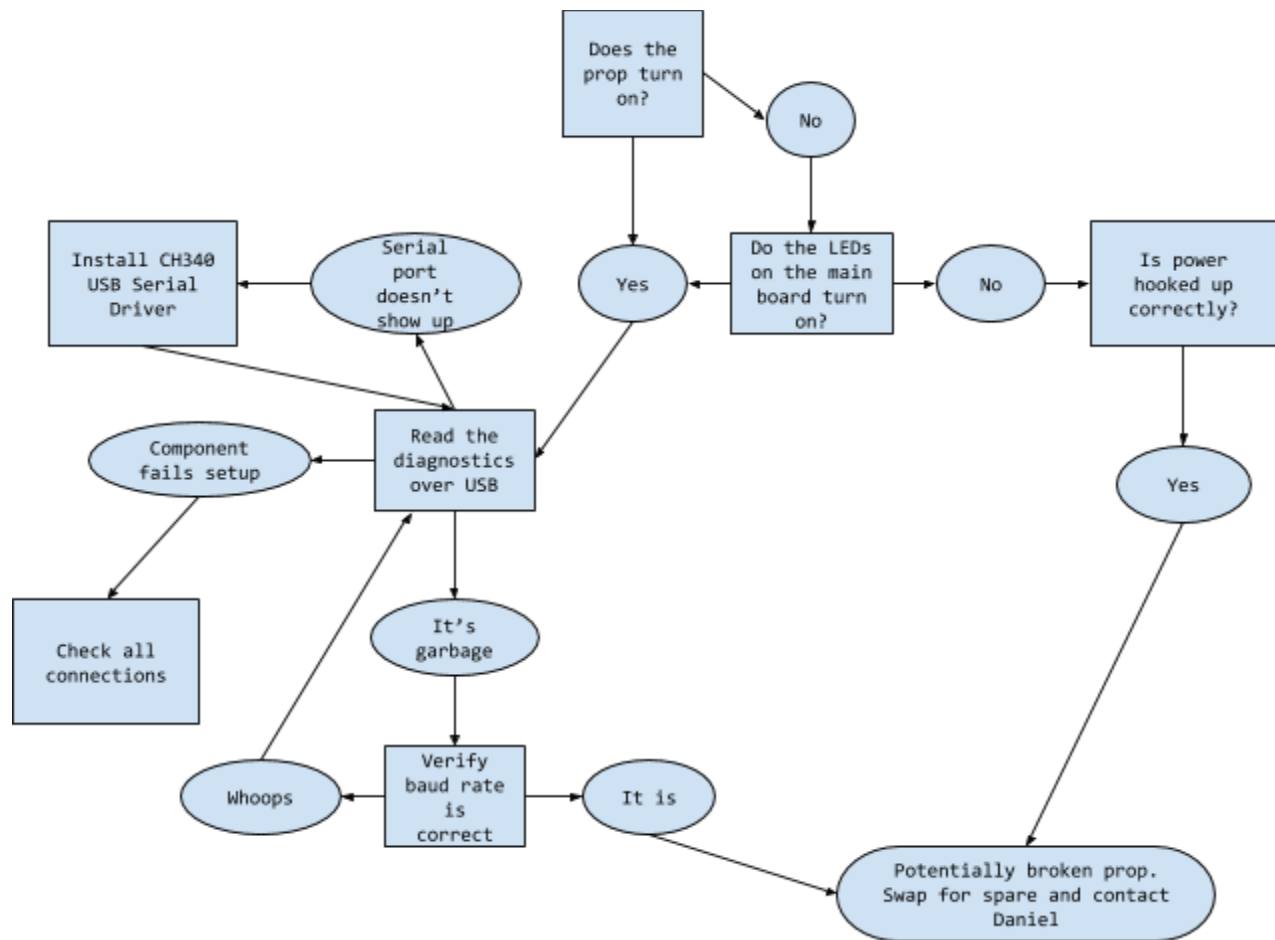 Does the
prop turn
on?
No
Serial
port
doesn't
show up
Install CH340
USB Serial
Driver
Yes
Do the LEDs
on the main
board turn
on?
No
Is power
hooked up
correctly?
Read the
diagnostics
over USB
Component
fails setup
Yes
It's
garbage
Check all
connections
Verify
baud rate
is
correct
Whoops
It is
Potentially broken prop.
Swap for spare and contact
Daniel